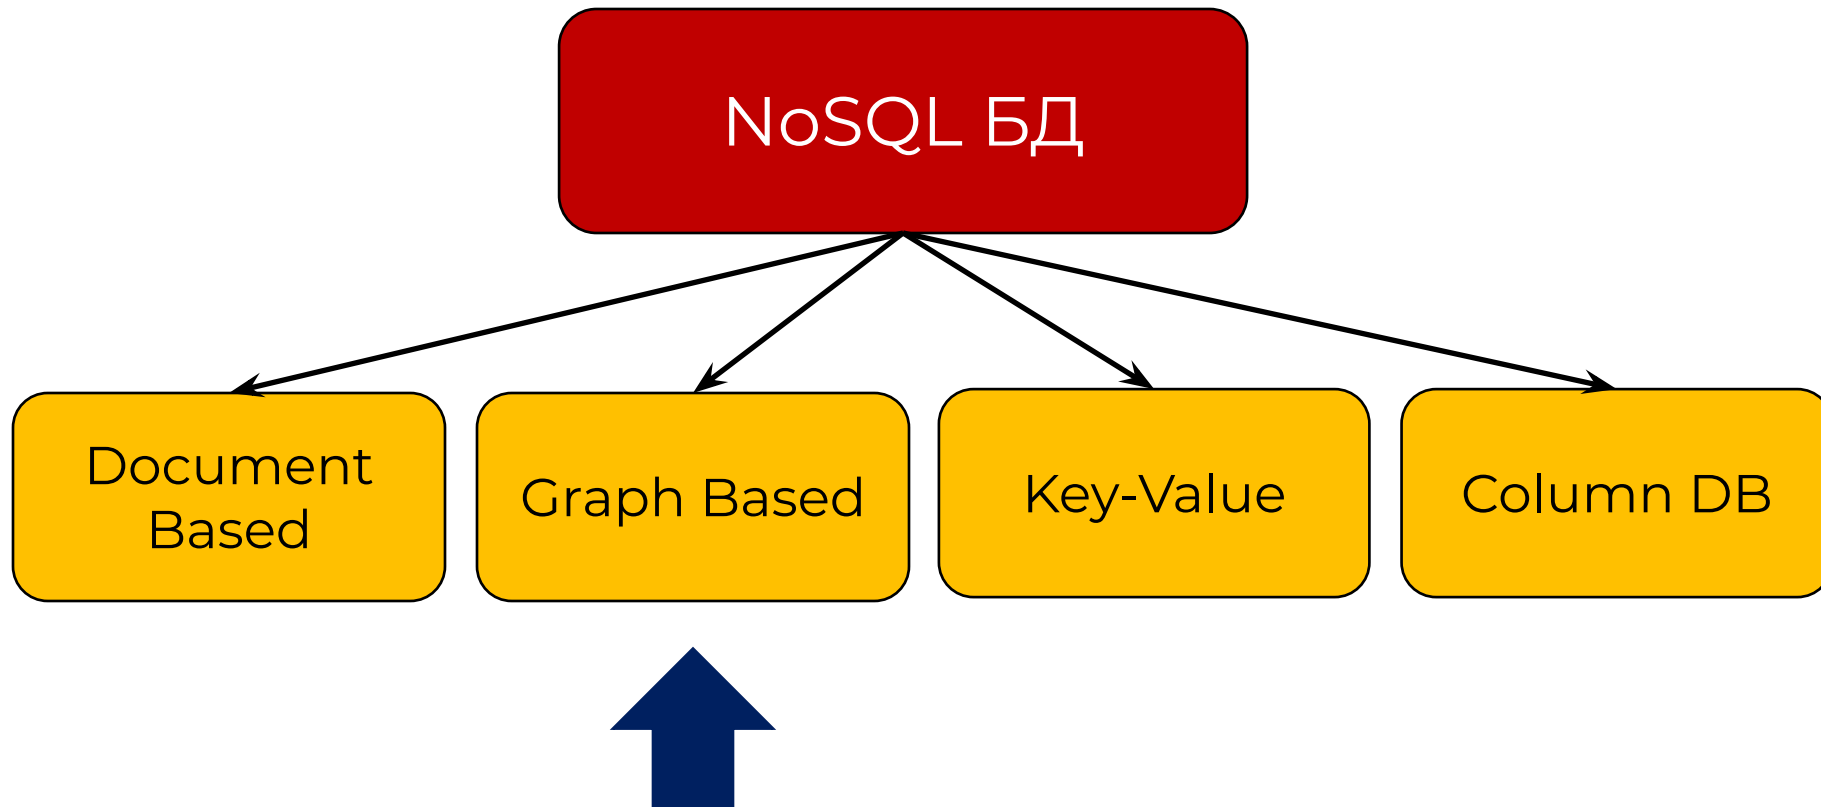 NoSQL БД
Document
Based
Graph Based
Key-Value
Column DB